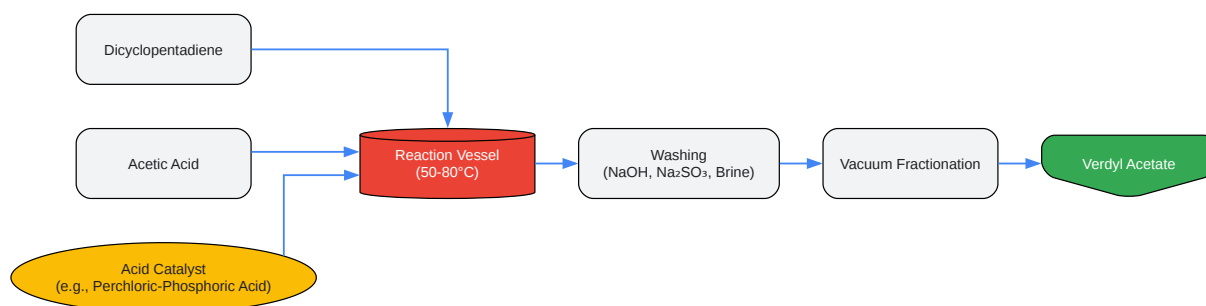 Dicyclopentadiene
Acetic Acid
Acid Catalyst
(e.g., Perchloric-Phosphoric Acid)
Reaction Vessel
(50-80°C)
Washing
(NaOH, Na₂SO₃, Brine)
Vacuum Fractionation
Verdyl Acetate